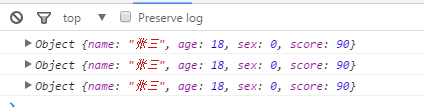 top Preserve log
Object {name: "张三", age: 18, sex: 0, score: 90}
Object {name: "张三", age: 18, sex: 0, score: 90}
Object {name: "张三", age: 18, sex: 0, score: 90}